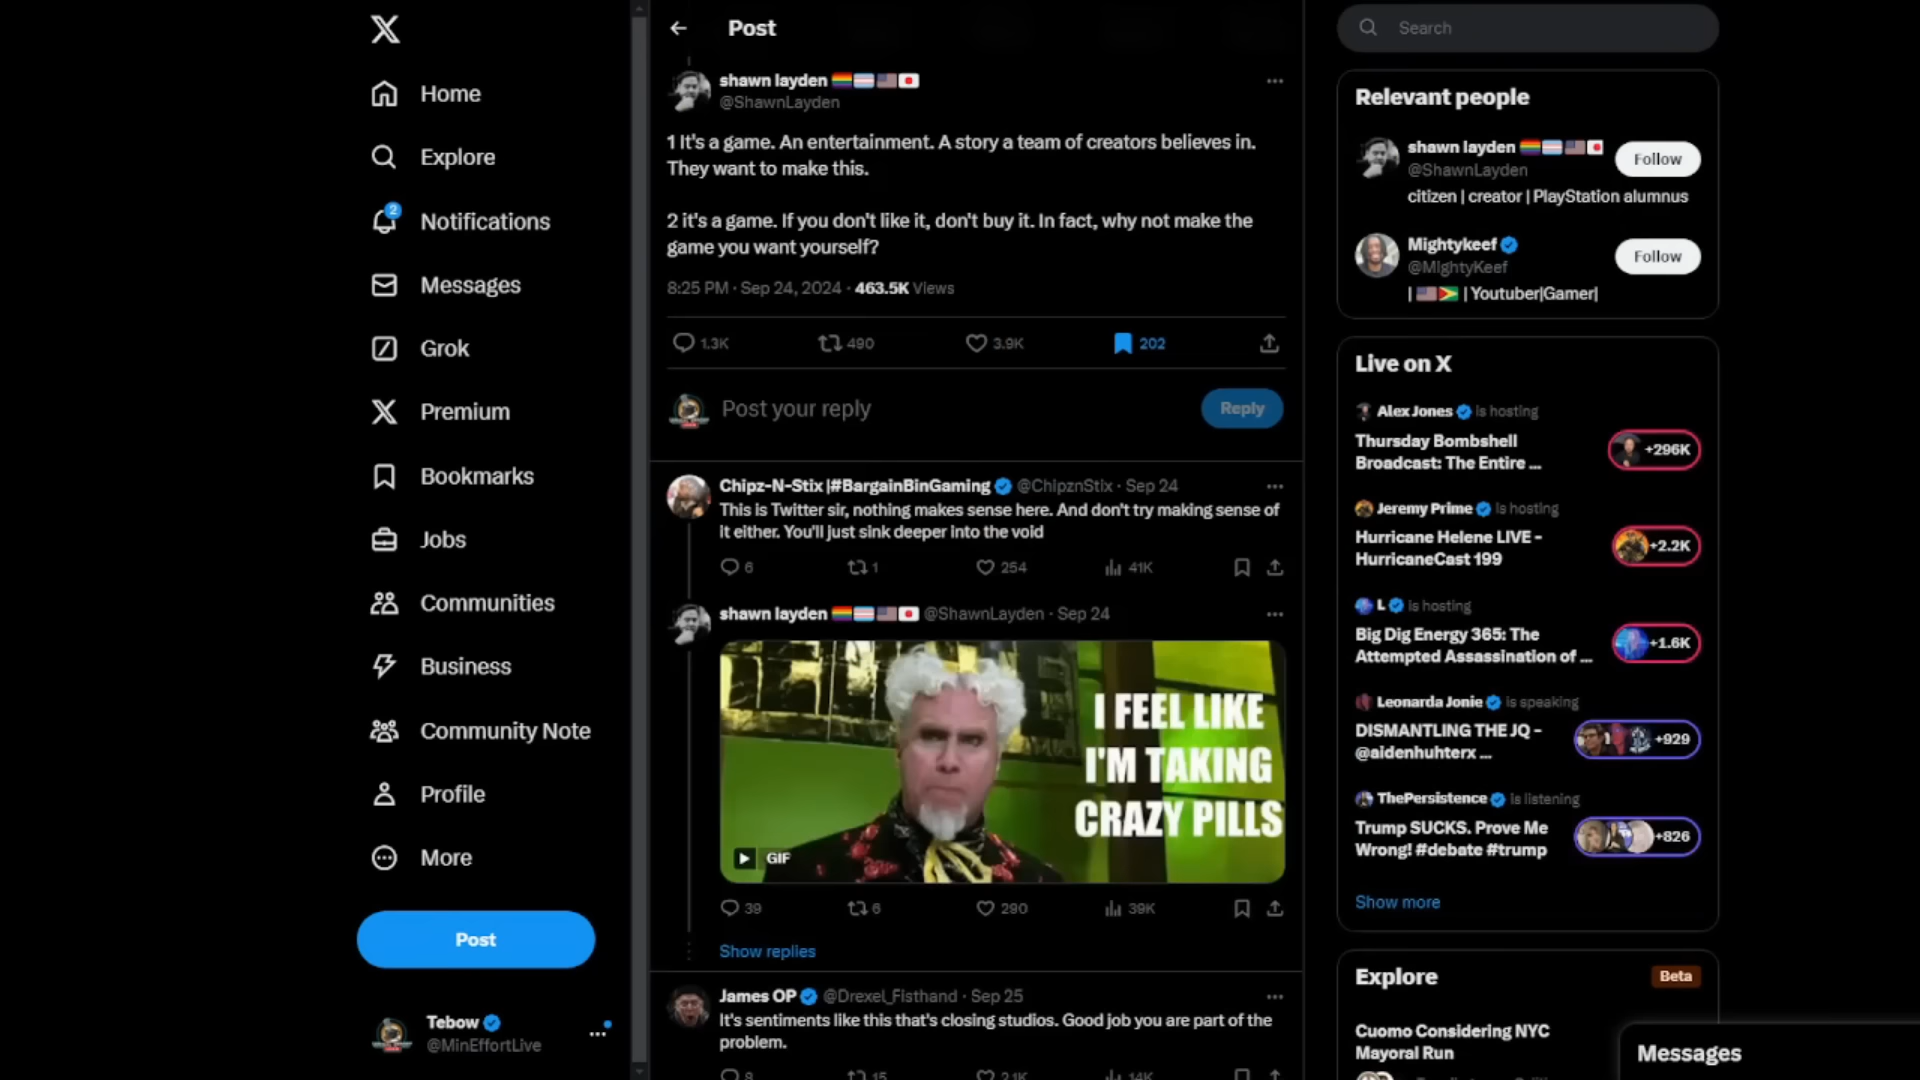 Home
Explore
2
Notifications
Messages
Grok
Premium
Bookmarks
Jobs
Communities
Business
Community Note
Profile
More
Post
Tebow
@MinEffortLive
Post
shawn layden
@ShawnLayden
1 It's a game. An entertainment. A story a team of creators believes in.
They want to make this.
2 it's a game. If you don't like it, don't buy it. In fact, why not make the
game you want yourself?
8:25 PM · Sep 24, 2024 · 463.5K Views
1.3K 490 3.9K 202
Post your reply
Reply
Chipz-N-Stix |#BargainBinGaming @ChipznStix · Sep 24
This is Twitter sir, nothing makes sense here. And don't try making sense of
it either. You'll just sink deeper into the void
6 1 254 41K
shawn layden @ShawnLayden · Sep 24
I FEEL LIKE
I'M TAKING
CRAZY PILLS
GIF
39 6 290 39K
Show replies
James OP @Drexel_Fisthand · Sep 25
It's sentiments like this that's closing studios. Good job you are part of the
problem.
8 15 2.1K 14K
Search
Relevant people
shawn layden
@ShawnLayden
Follow
citizen | creator | PlayStation alumnus
Mightykeef
@MightyKeef
Follow
| | Youtuber|Gamer|
Live on X
Alex Jones is hosting
Thursday Bombshell
Broadcast: The Entire ...
+296K
Jeremy Prime is hosting
Hurricane Helene LIVE -
HurricaneCast 199
+2.2K
L is hosting
Big Dig Energy 365: The
Attempted Assassination of ...
+1.6K
Leonarda Jonie is speaking
DISMANTLING THE JQ -
@aidenhuhterx ...
+929
ThePersistence is listening
Trump SUCKS. Prove Me
Wrong! #debate #trump
+826
Show more
Explore
Beta
Cuomo Considering NYC
Mayoral Run
Messages